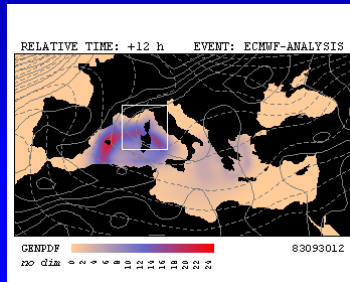 RELATIVE TIME: +12 h EVENT: ECMWF-ANALYSIS
GENPDF 83093012
no dim 0 2 4 6 8 10 12 14 16 18 20 22 24